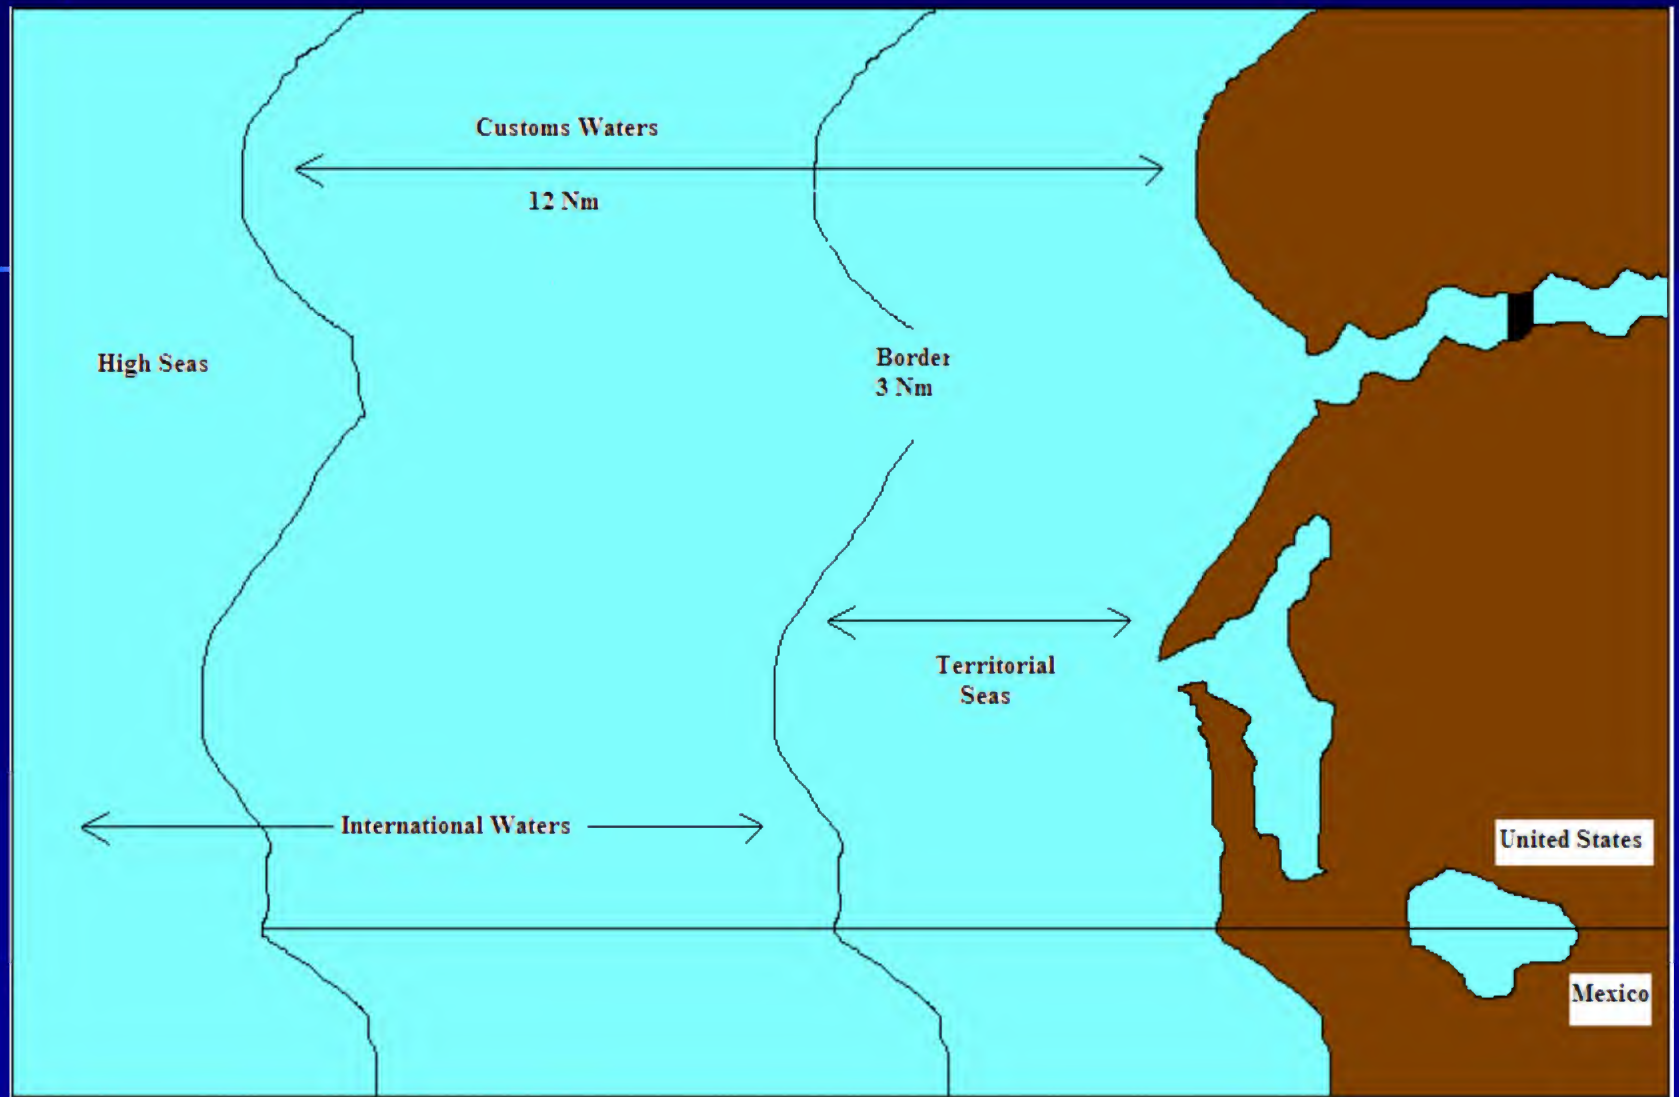 Customs Waters
12 Nm
High Seas
Border
3 Nm
Territorial
Seas
International Waters
United States
Mexico